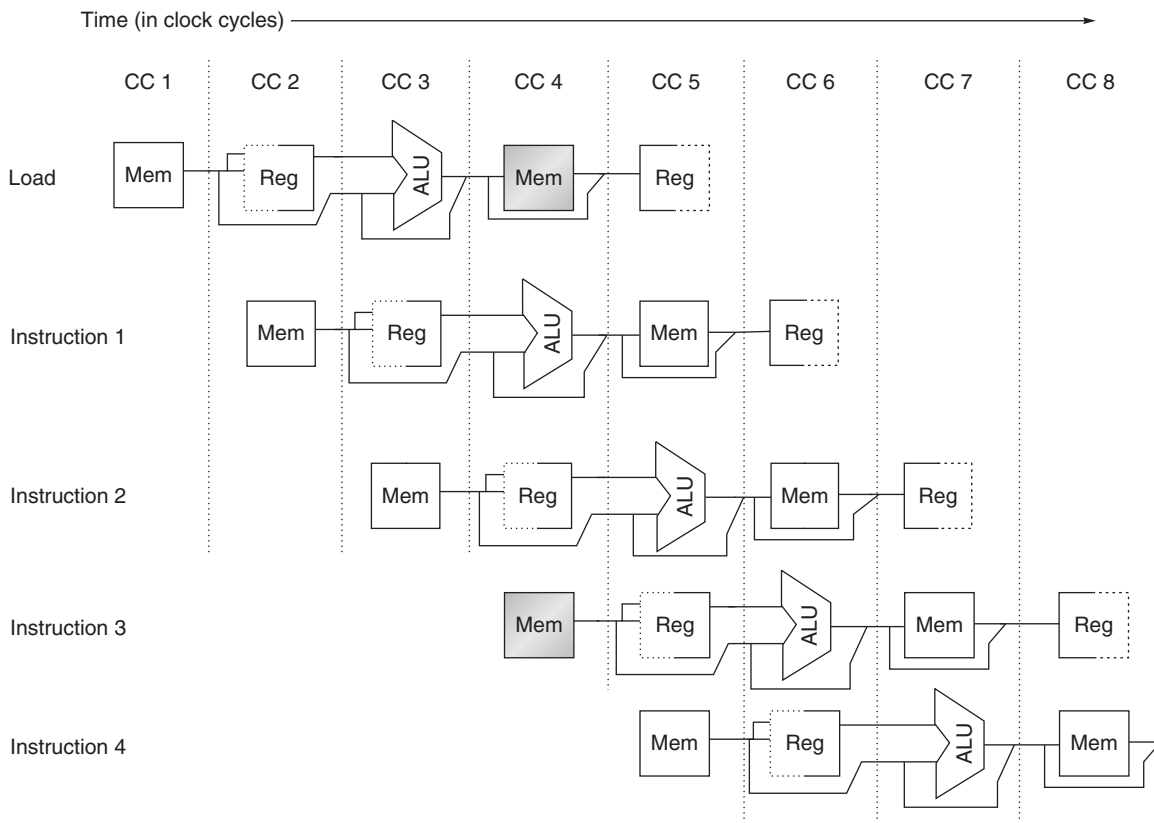 Time (in clock cycles)
CC 1 CC 2 CC 3 CC 4 CC 5 CC 6 CC 7 CC 8
Load Mem Reg ALU Mem Reg
Instruction 1 Mem Reg ALU Mem Reg
Instruction 2 Mem Reg ALU Mem Reg
Instruction 3 Mem Reg ALU Mem Reg
Instruction 4 Mem Reg ALU Mem